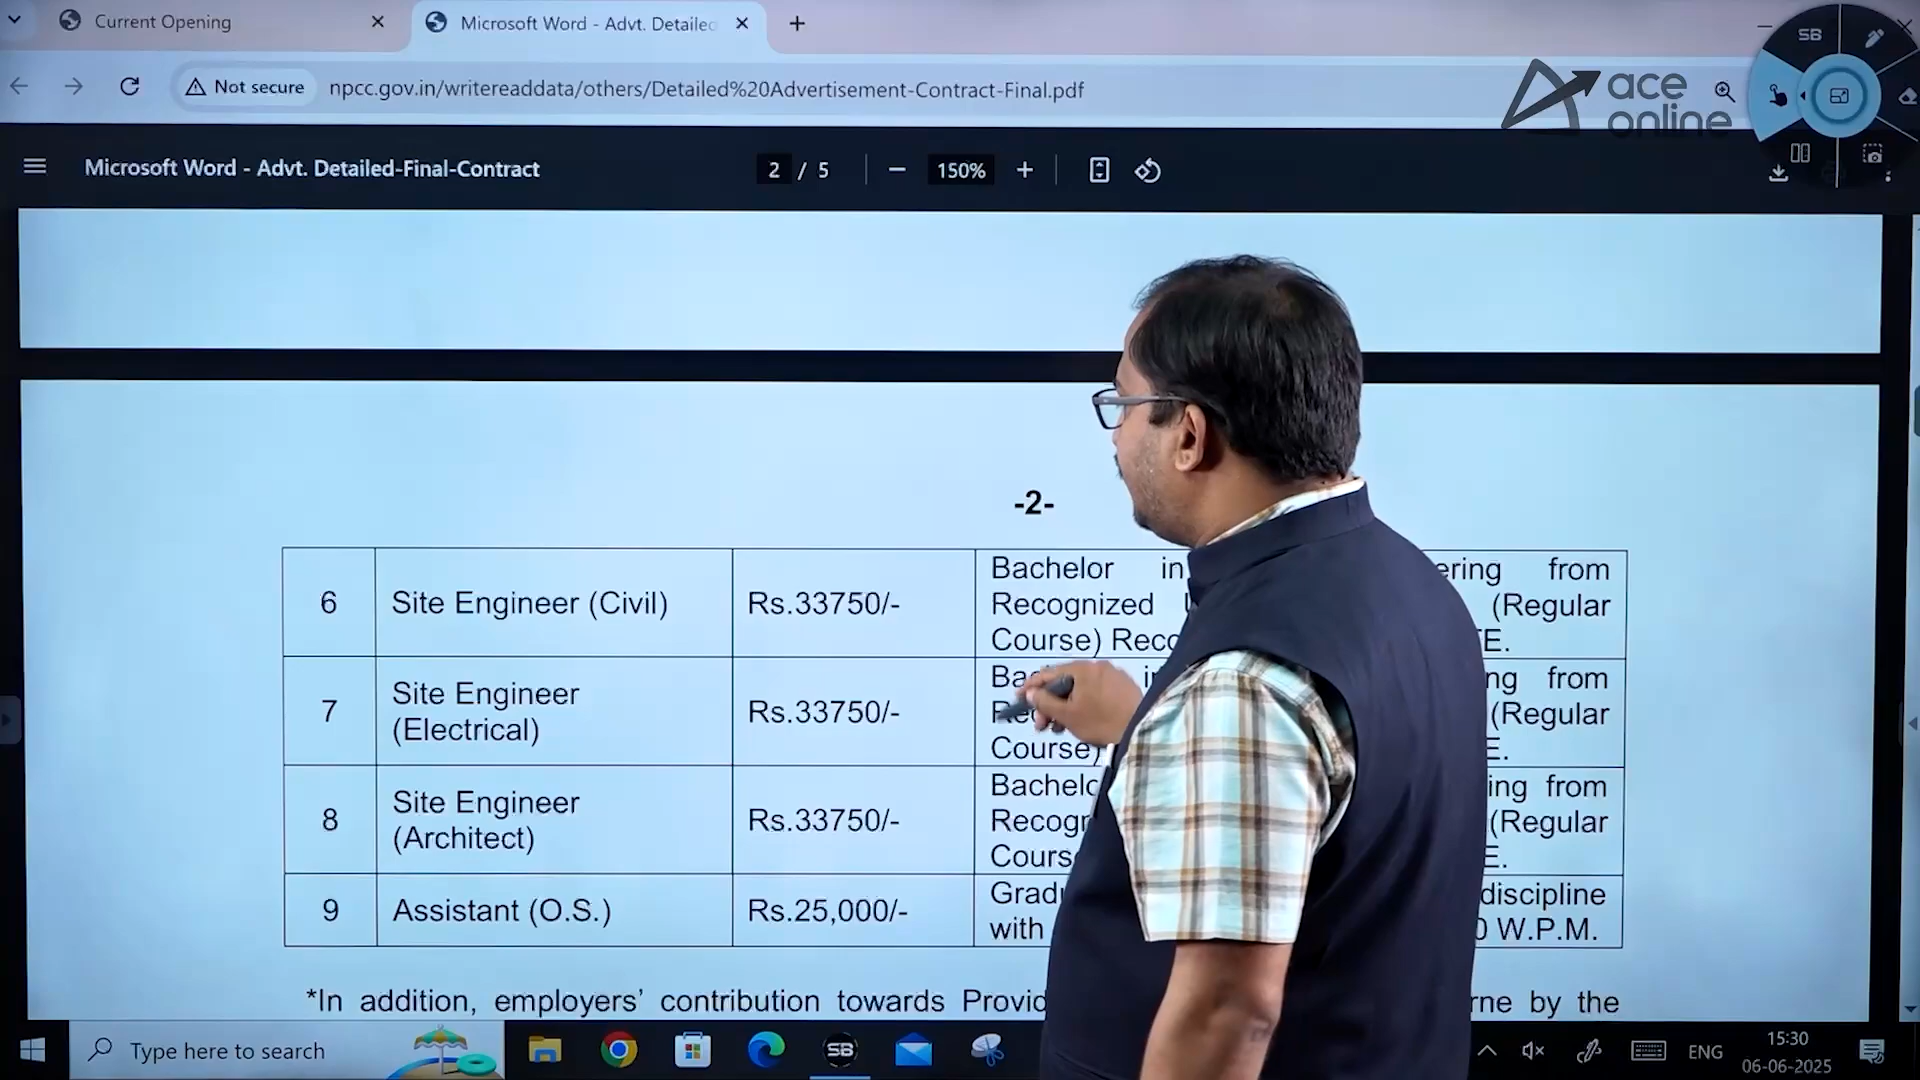 Current Opening
Microsoft Word - Advt. Detailed
Not secure
npcc.gov.in/writereaddata/others/Detailed%20Advertisement-Contract-Final.pdf
SB
ace
online
Microsoft Word - Advt. Detailed-Final-Contract
2 / 5
150%
-2-
6 Site Engineer (Civil) Rs.33750/- Bachelor in ering from
Recognized (Regular
Course) E.
7 Site Engineer (Electrical) Rs.33750/- ng from
(Regular
Course) E.
8 Site Engineer (Architect) Rs.33750/- ing from
(Regular
E.
9 Assistant (O.S.) Rs.25,000/- discipline
with 0 W.P.M.
*In addition, employers’ contribution towards by the
Type here to search
SB
ENG
15:30
06-06-2025